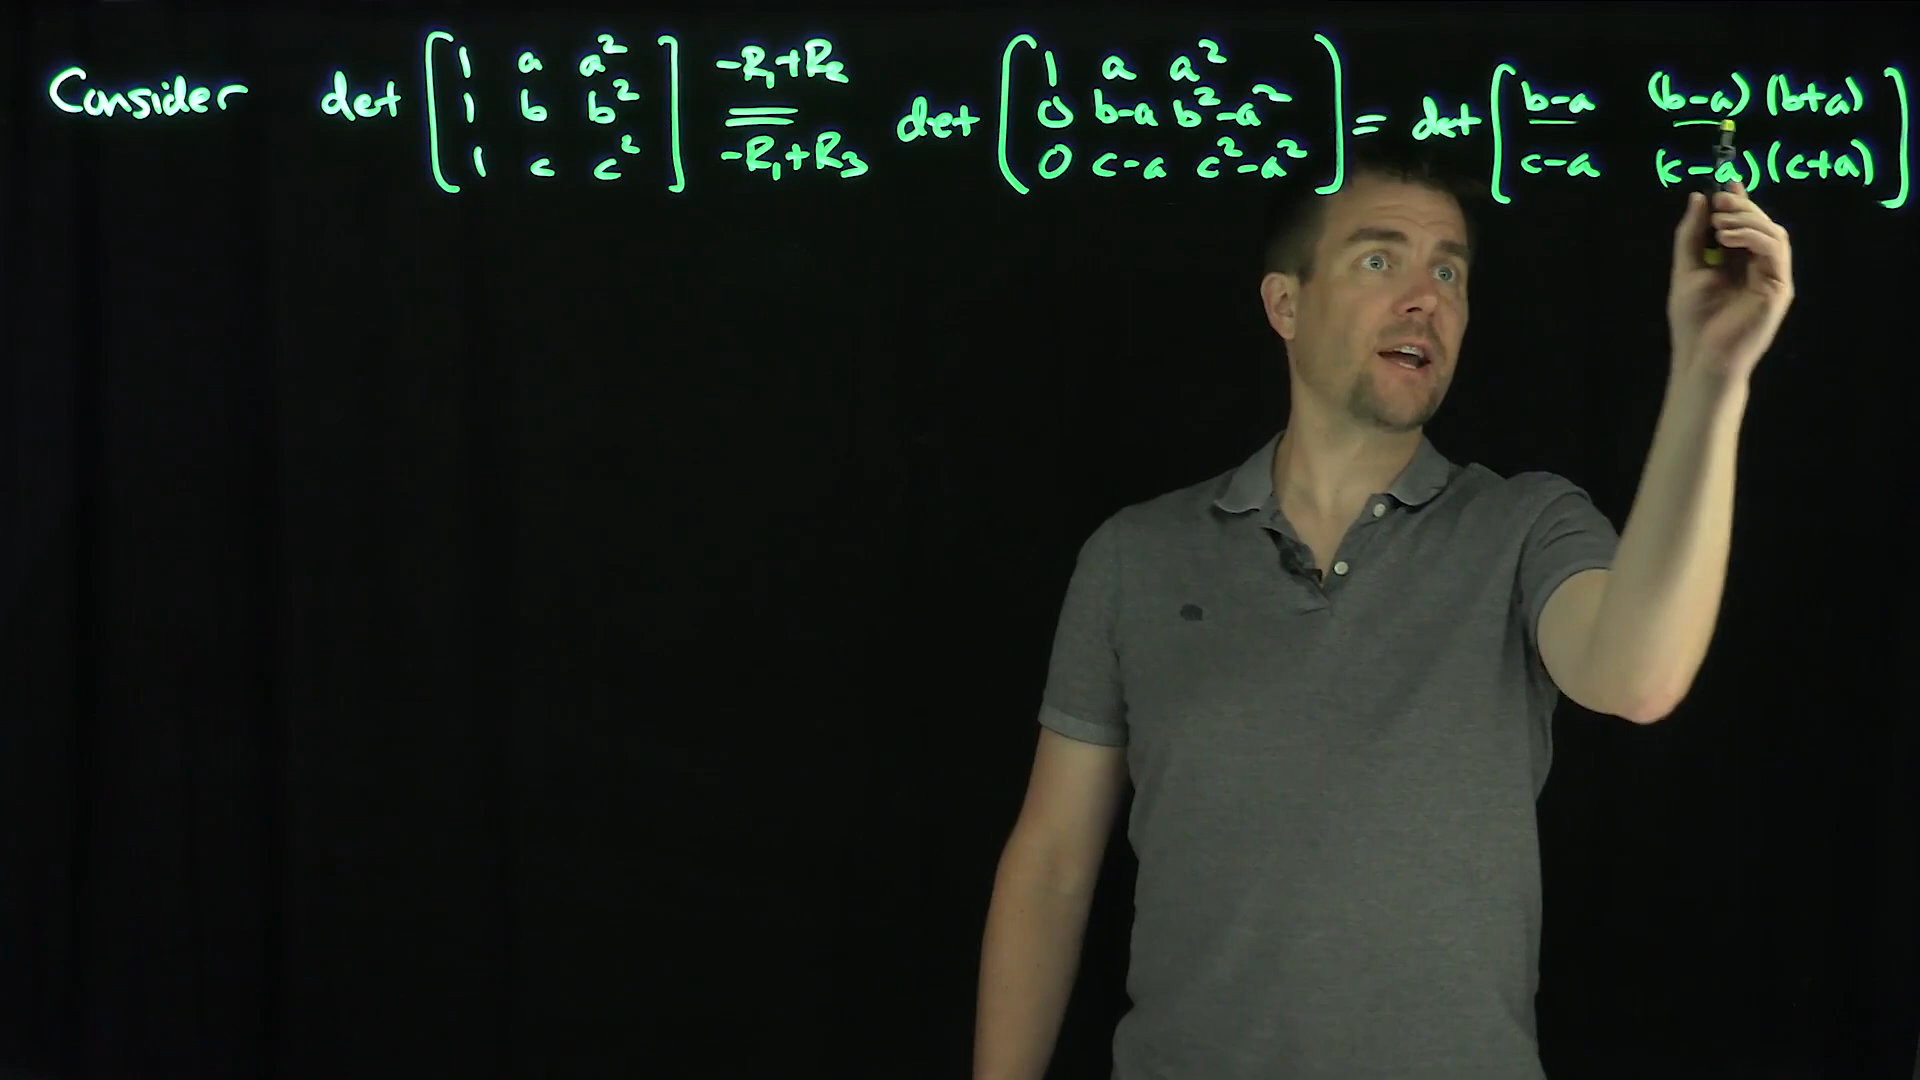 Consider det [ 1 a a² ; 1 b b² ; 1 c c² ] = (-R₁+R₂, -R₁+R₃) det [ 1 a a² ; 0 b-a b²-a² ; 0 c-a c²-a² ] = det [ b-a (b-a)(b+a) ; c-a (c-a)(c+a) ]